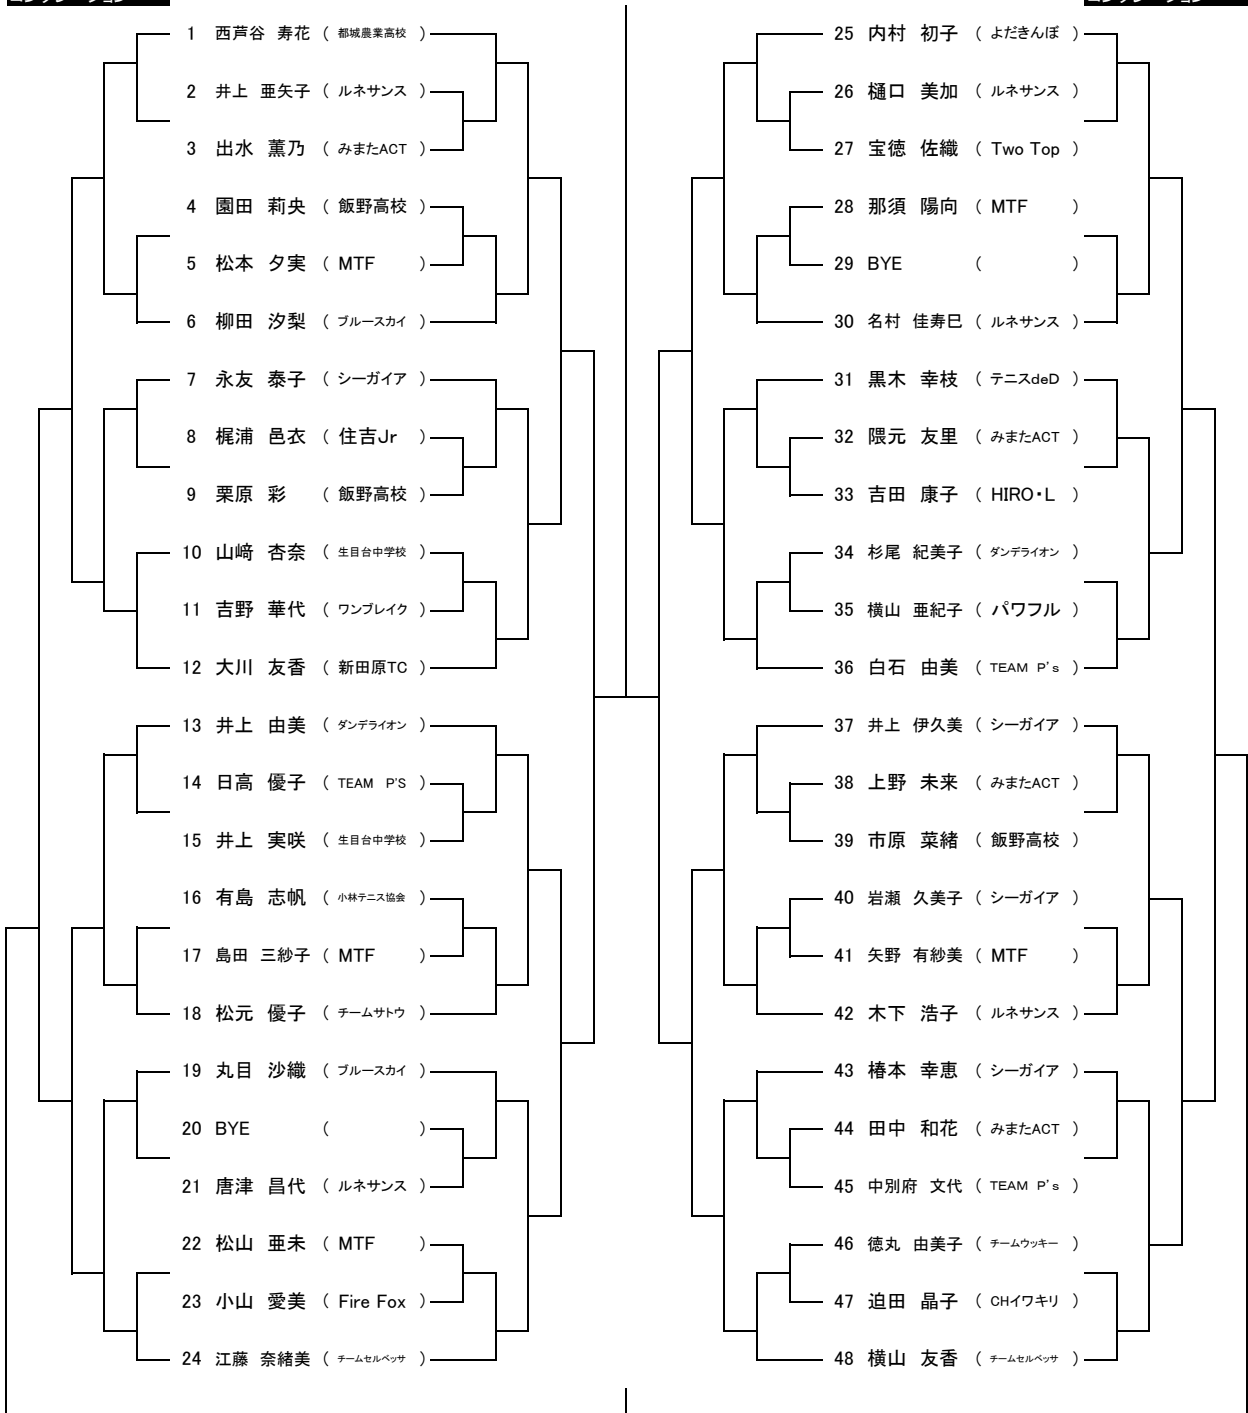 1 西芦谷 寿花 ( 都城農業高校 )
2 井上 亜矢子 ( ルネサンス )
3 出水 薫乃 ( みまたACT )
4 園田 莉央 ( 飯野高校 )
5 松本 夕実 ( MTF )
6 柳田 汐梨 ( ブルースカイ )
7 永友 泰子 ( シーガイア )
8 梶浦 邑衣 ( 住吉Jr )
9 栗原 彩 ( 飯野高校 )
10 山﨑 杏奈 ( 生目台中学校 )
11 吉野 華代 ( ワンブレイク )
12 大川 友香 ( 新田原TC )
13 井上 由美 ( ダンデライオン )
14 日高 優子 ( TEAM P'S )
15 井上 実咲 ( 生目台中学校 )
16 有島 志帆 ( 小林テニス協会 )
17 島田 三紗子 ( MTF )
18 松元 優子 ( チームサトウ )
19 丸目 沙織 ( ブルースカイ )
20 BYE ( )
21 唐津 昌代 ( ルネサンス )
22 松山 亜未 ( MTF )
23 小山 愛美 ( Fire Fox )
24 江藤 奈緒美 ( チームセルベッサ )
25 内村 初子 ( よだきんぼ )
26 樋口 美加 ( ルネサンス )
27 宝徳 佐織 ( Two Top )
28 那須 陽向 ( MTF )
29 BYE ( )
30 名村 佳寿巳 ( ルネサンス )
31 黒木 幸枝 ( テニスdeD )
32 隈元 友里 ( みまたACT )
33 吉田 康子 ( HIRO・L )
34 杉尾 紀美子 ( ダンデライオン )
35 横山 亜紀子 ( パワフル )
36 白石 由美 ( TEAM P's )
37 井上 伊久美 ( シーガイア )
38 上野 未来 ( みまたACT )
39 市原 菜緒 ( 飯野高校 )
40 岩瀬 久美子 ( シーガイア )
41 矢野 有紗美 ( MTF )
42 木下 浩子 ( ルネサンス )
43 椿本 幸恵 ( シーガイア )
44 田中 和花 ( みまたACT )
45 中別府 文代 ( TEAM P's )
46 徳丸 由美子 ( チームウッキー )
47 迫田 晶子 ( CHイワキリ )
48 横山 友香 ( チームセルベッサ )